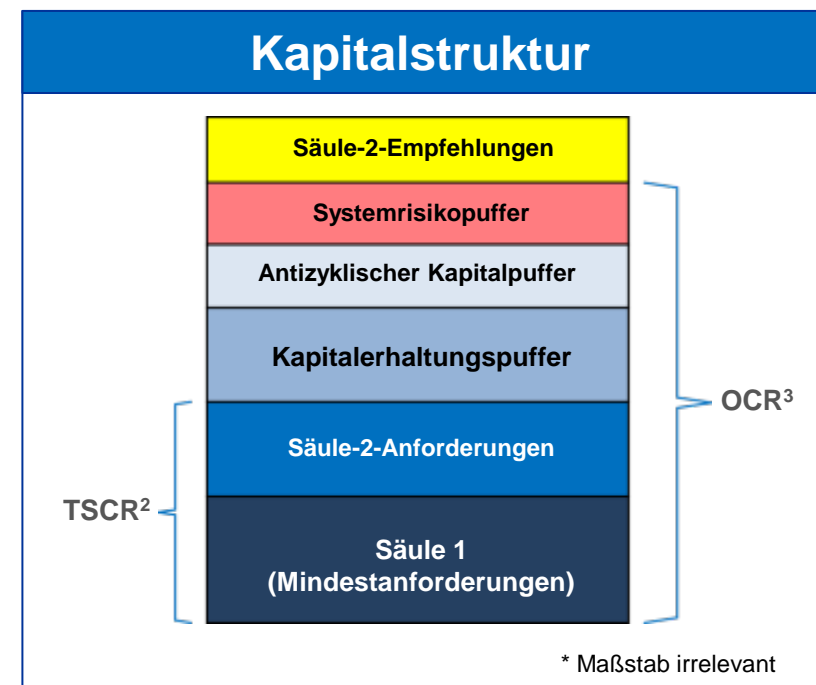 Kapitalstruktur
Säule-2-Empfehlungen
Systemrisikopuffer
Antizyklischer Kapitalpuffer
Kapitalerhaltungspuffer
OCR³
Säule-2-Anforderungen
TSCR²
Säule 1
(Mindestanforderungen)
* Maßstab irrelevant